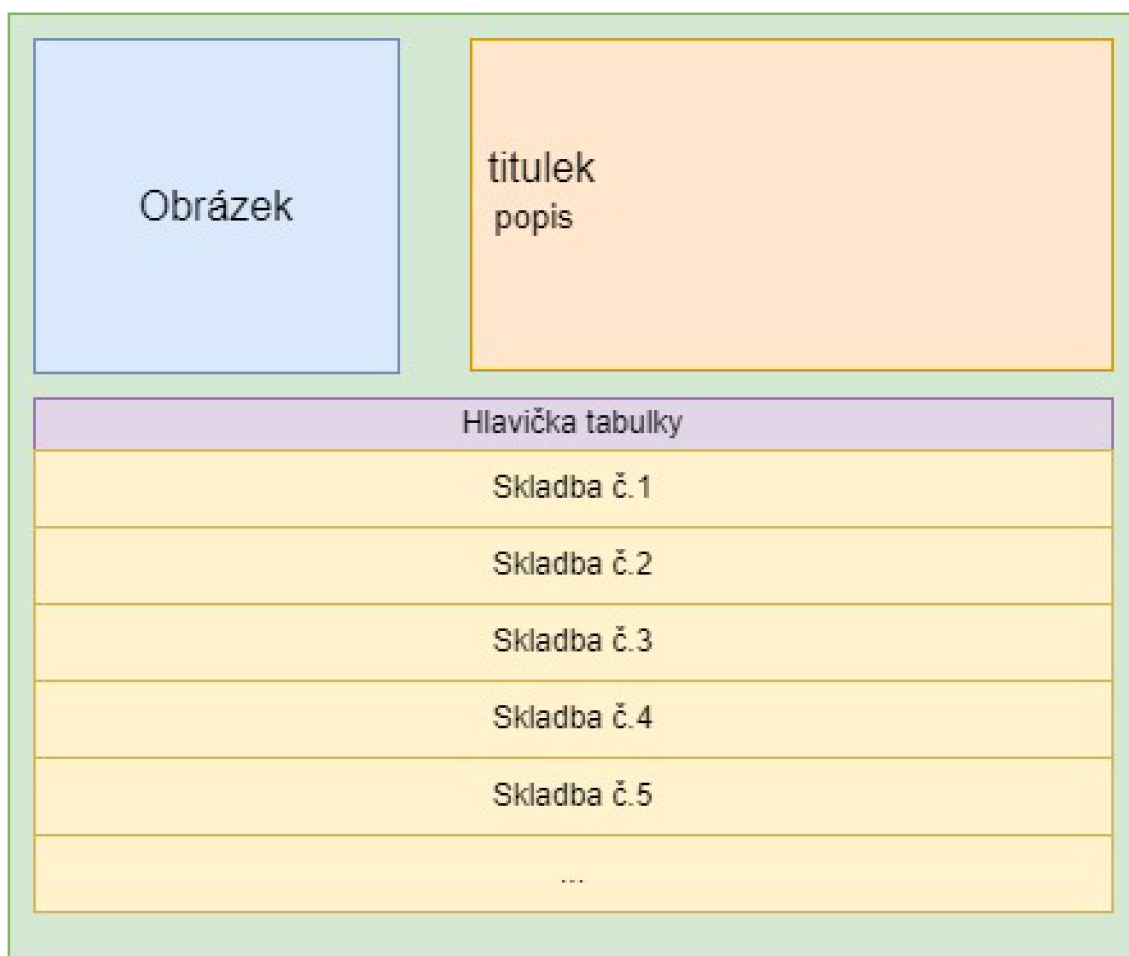 Obrázek
titulek
popis
Hlavička tabulky
Skladba č.1
Skladba č.2
Skladba č.3
Skladba č.4
Skladba č.5
...